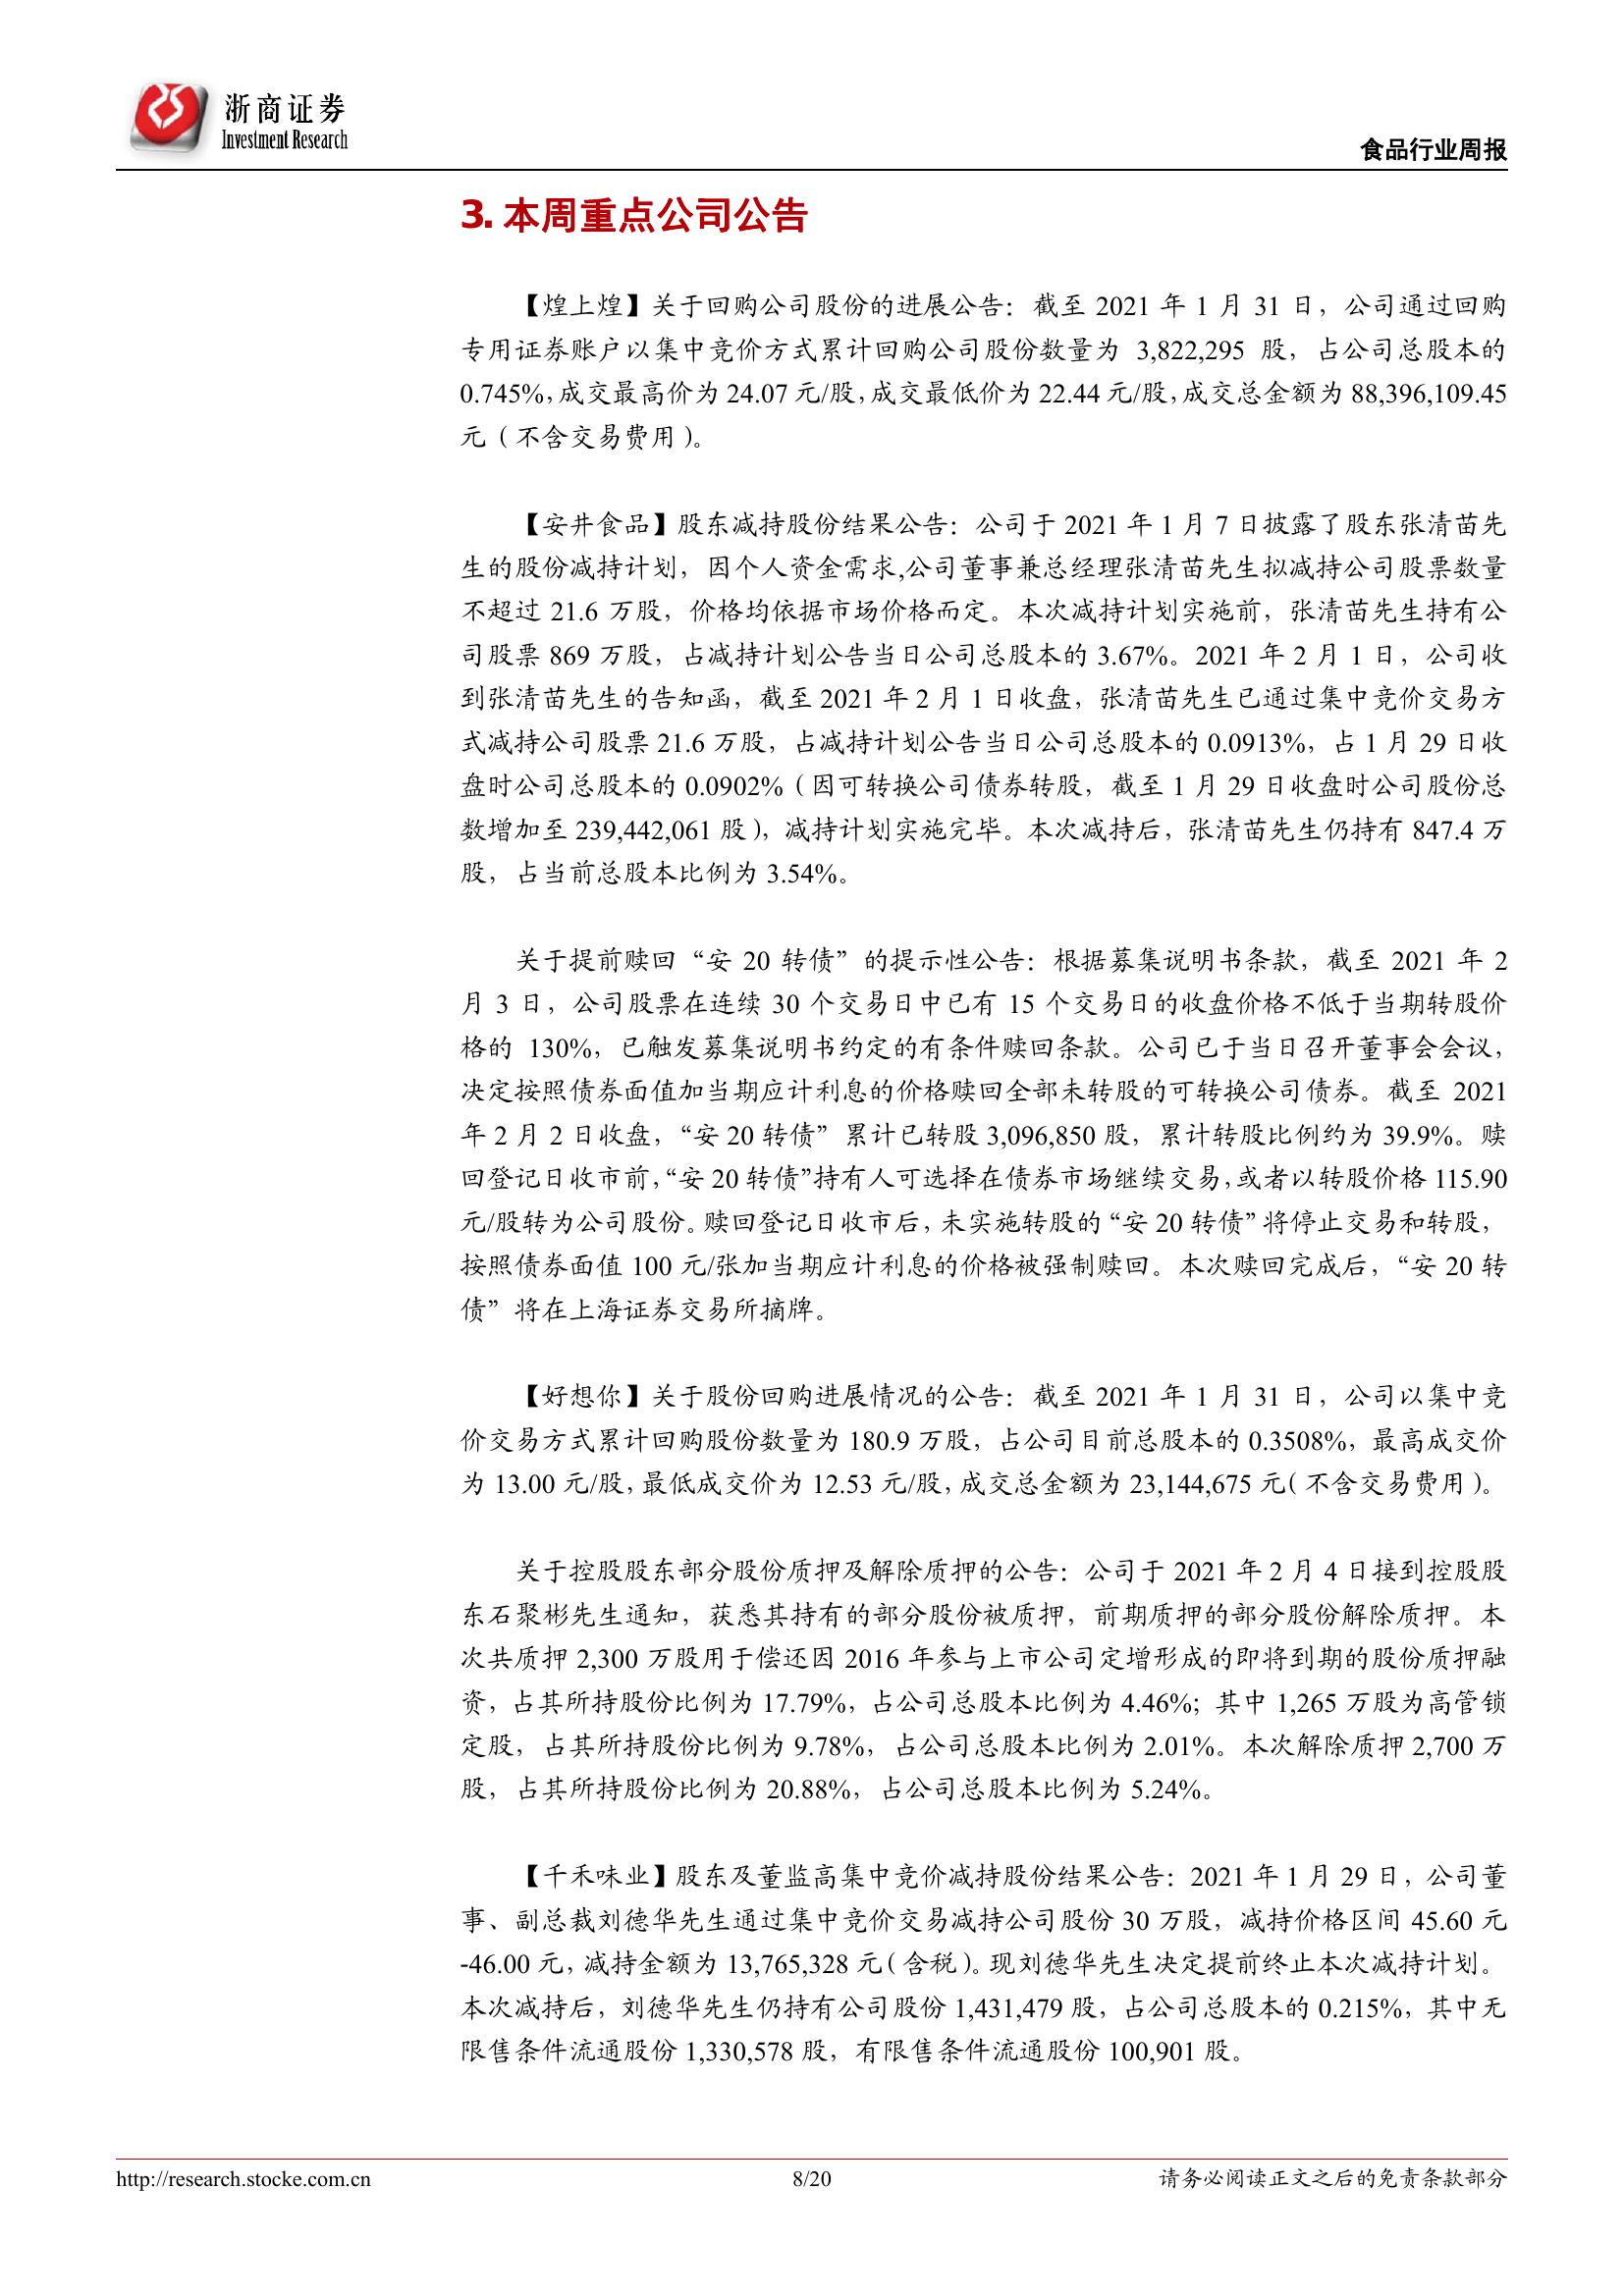 浙商证券
Investment Research
食品行业周报
3. 本周重点公司公告
【煌上煌】关于回购公司股份的进展公告：截至 2021 年 1 月 31 日，公司通过回购
专用证券账户以集中竞价方式累计回购公司股份数量为 3,822,295 股，占公司总股本的
0.745%，成交最高价为 24.07 元/股，成交最低价为 22.44 元/股，成交总金额为 88,396,109.45
元（不含交易费用）。
【安井食品】股东减持股份结果公告：公司于 2021 年 1 月 7 日披露了股东张清苗先
生的股份减持计划，因个人资金需求,公司董事兼总经理张清苗先生拟减持公司股票数量
不超过 21.6 万股，价格均依据市场价格而定。本次减持计划实施前，张清苗先生持有公
司股票 869 万股，占减持计划公告当日公司总股本的 3.67%。2021 年 2 月 1 日，公司收
到张清苗先生的告知函，截至 2021 年 2 月 1 日收盘，张清苗先生已通过集中竞价交易方
式减持公司股票 21.6 万股，占减持计划公告当日公司总股本的 0.0913%，占 1 月 29 日收
盘时公司总股本的 0.0902%（因可转换公司债券转股，截至 1 月 29 日收盘时公司股份总
数增加至 239,442,061 股），减持计划实施完毕。本次减持后，张清苗先生仍持有 847.4 万
股，占当前总股本比例为 3.54%。
关于提前赎回“安 20 转债”的提示性公告：根据募集说明书条款，截至 2021 年 2
月 3 日，公司股票在连续 30 个交易日中已有 15 个交易日的收盘价格不低于当期转股价
格的 130%，已触发募集说明书约定的有条件赎回条款。公司已于当日召开董事会会议，
决定按照债券面值加当期应计利息的价格赎回全部未转股的可转换公司债券。截至 2021
年 2 月 2 日收盘，“安 20 转债”累计已转股 3,096,850 股，累计转股比例约为 39.9%。赎
回登记日收市前，“安 20 转债”持有人可选择在债券市场继续交易，或者以转股价格 115.90
元/股转为公司股份。赎回登记日收市后，未实施转股的“安 20 转债”将停止交易和转股，
按照债券面值 100 元/张加当期应计利息的价格被强制赎回。本次赎回完成后，“安 20 转
债”将在上海证券交易所摘牌。
【好想你】关于股份回购进展情况的公告：截至 2021 年 1 月 31 日，公司以集中竞
价交易方式累计回购股份数量为 180.9 万股，占公司目前总股本的 0.3508%，最高成交价
为 13.00 元/股，最低成交价为 12.53 元/股，成交总金额为 23,144,675 元（不含交易费用）。
关于控股股东部分股份质押及解除质押的公告：公司于 2021 年 2 月 4 日接到控股股
东石聚彬先生通知，获悉其持有的部分股份被质押，前期质押的部分股份解除质押。本
次共质押 2,300 万股用于偿还因 2016 年参与上市公司定增形成的即将到期的股份质押融
资，占其所持股份比例为 17.79%，占公司总股本比例为 4.46%；其中 1,265 万股为高管锁
定股，占其所持股份比例为 9.78%，占公司总股本比例为 2.01%。本次解除质押 2,700 万
股，占其所持股份比例为 20.88%，占公司总股本比例为 5.24%。
【千禾味业】股东及董监高集中竞价减持股份结果公告：2021 年 1 月 29 日，公司董
事、副总裁刘德华先生通过集中竞价交易减持公司股份 30 万股，减持价格区间 45.60 元
-46.00 元，减持金额为 13,765,328 元（含税）。现刘德华先生决定提前终止本次减持计划。
本次减持后，刘德华先生仍持有公司股份 1,431,479 股，占公司总股本的 0.215%，其中无
限售条件流通股份 1,330,578 股，有限售条件流通股份 100,901 股。
http://research.stocke.com.cn
8/20
请务必阅读正文之后的免责条款部分